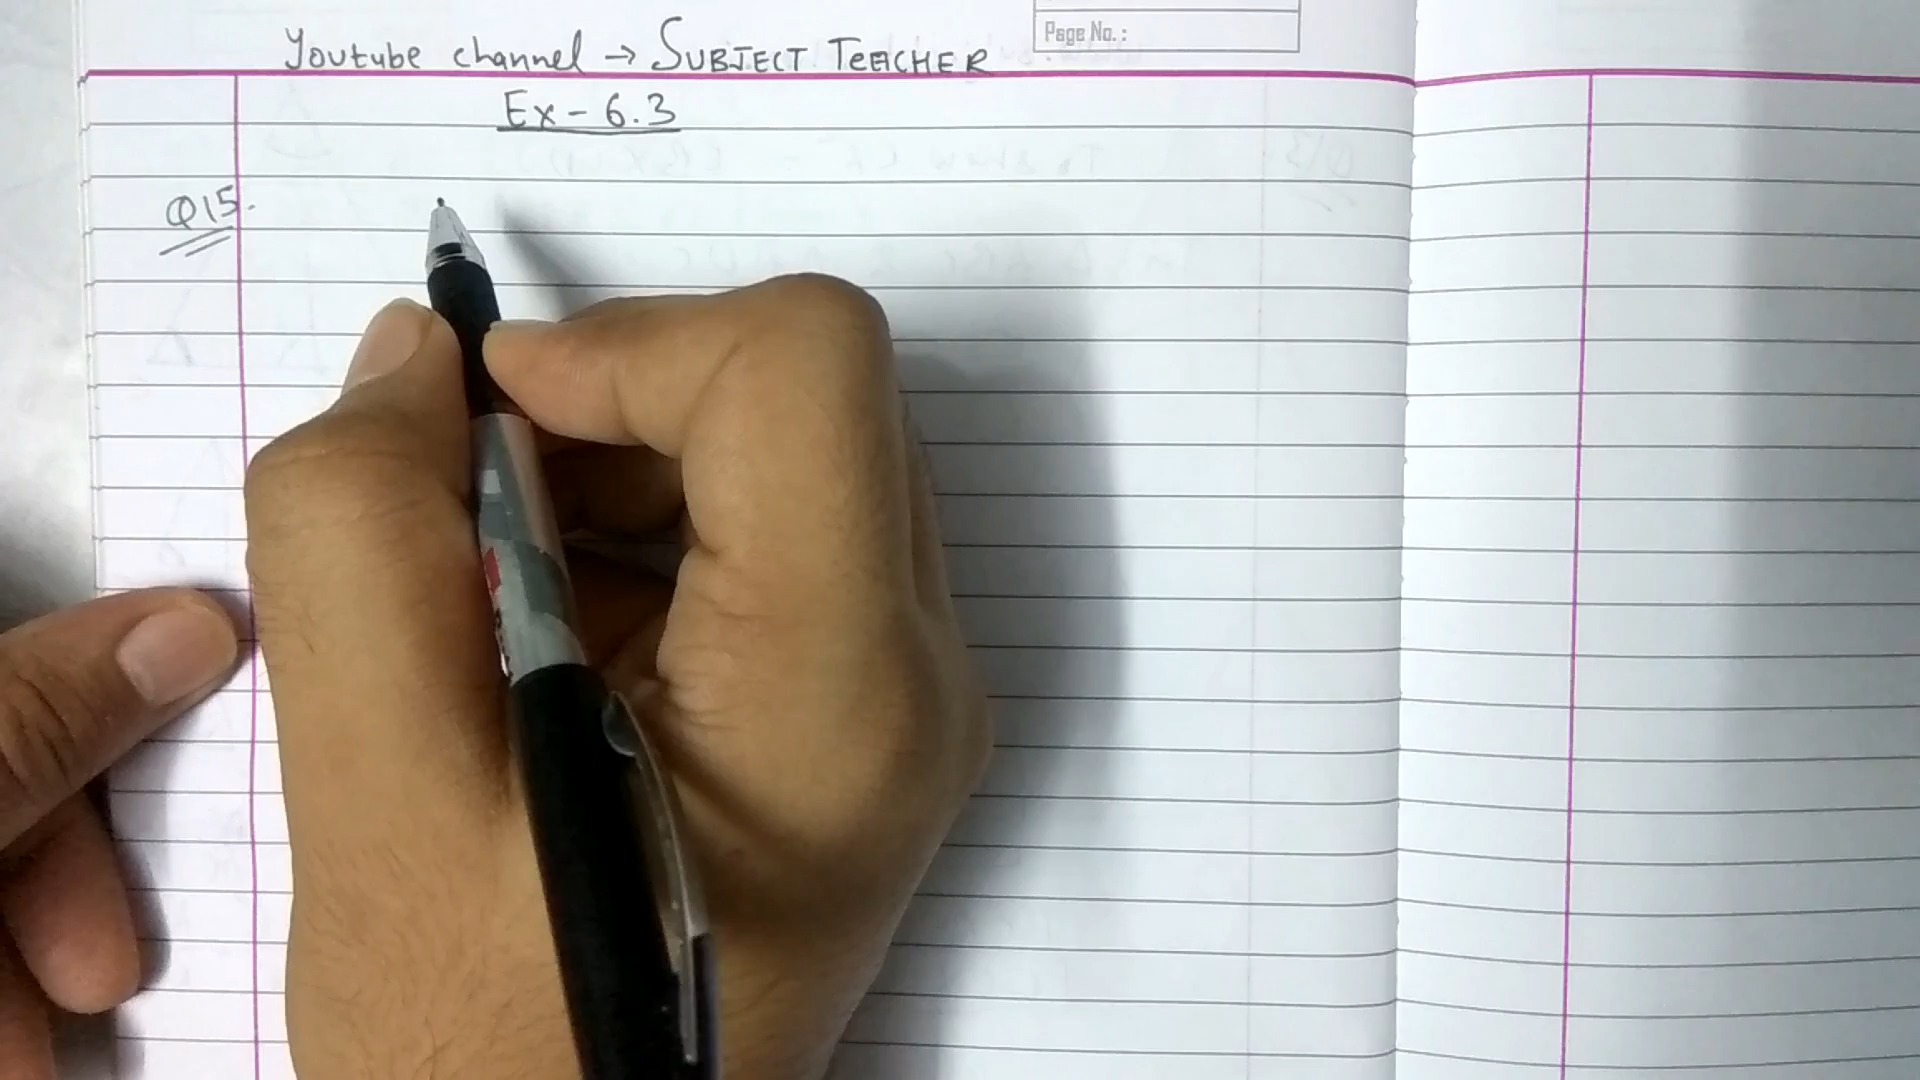 Page No.:
Youtube channel → SUBJECT TEACHER
Ex - 6.3
Q15.